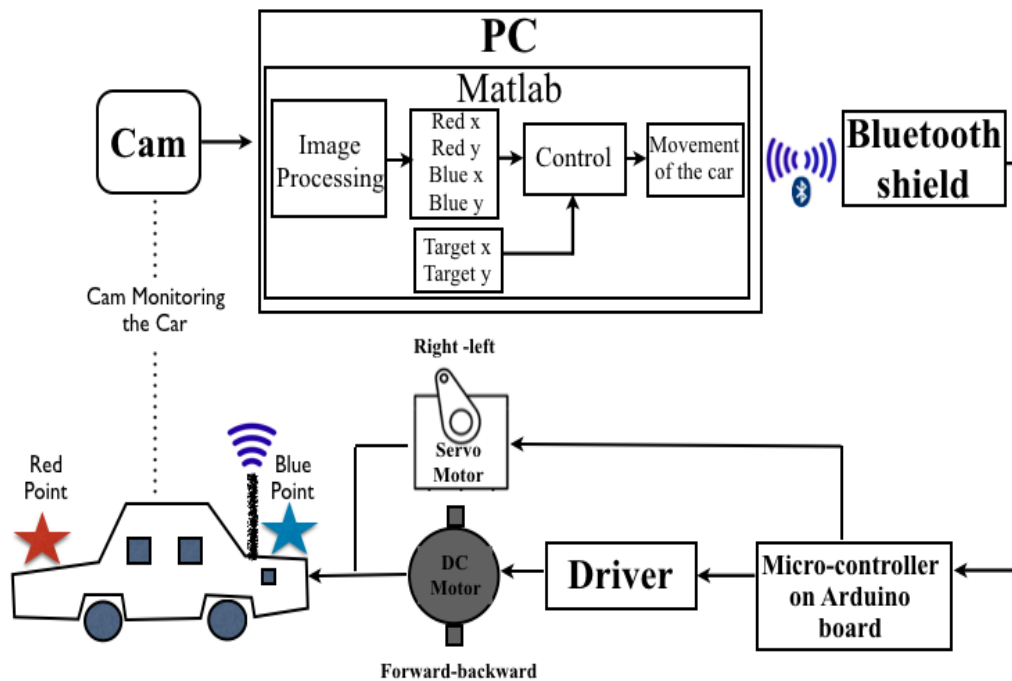 PC
Matlab
Cam
Image
Processing
Red x
Red y
Blue x
Blue y
Control
Movement
of the car
Target x
Target y
Bluetooth
shield
Cam Monitoring
the Car
Right -left
Servo
Motor
Red
Point
Blue
Point
DC
Motor
Driver
Micro-controller
on Arduino
board
Forward-backward